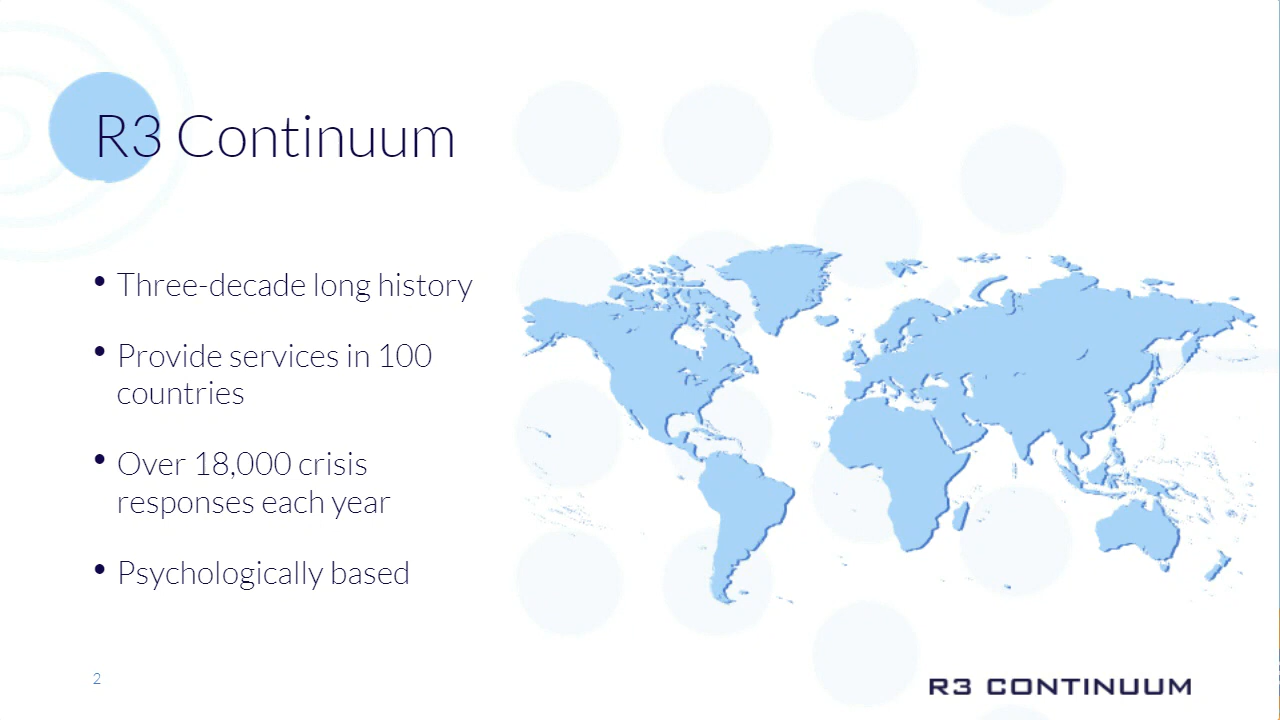 R3 Continuum
• Three-decade long history
• Provide services in 100
countries
• Over 18,000 crisis
responses each year
• Psychologically based
2
R3 CONTINUUM